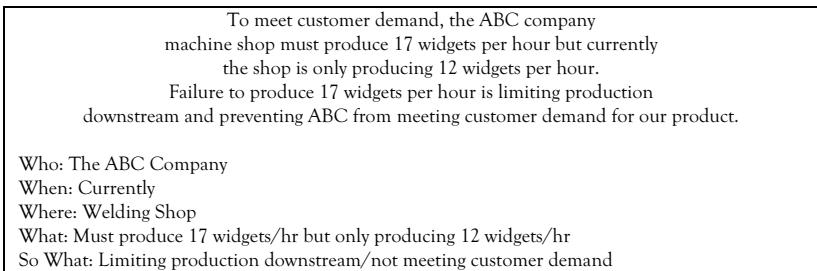 To meet customer demand, the ABC company
machine shop must produce 17 widgets per hour but currently
the shop is only producing 12 widgets per hour.
Failure to produce 17 widgets per hour is limiting production
downstream and preventing ABC from meeting customer demand for our product.
Who: The ABC Company
When: Currently
Where: Welding Shop
What: Must produce 17 widgets/hr but only producing 12 widgets/hr
So What: Limiting production downstream/not meeting customer demand